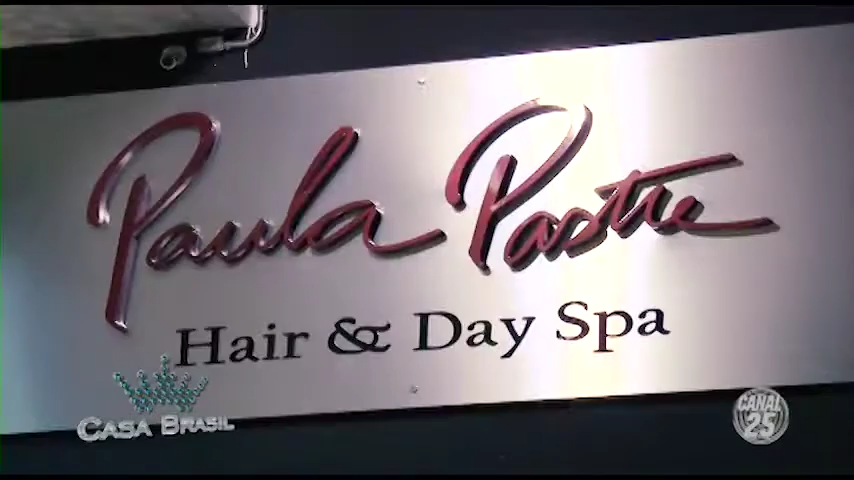 Paula Pastre
Hair & Day Spa
CASA BRASIL
CANAL
25